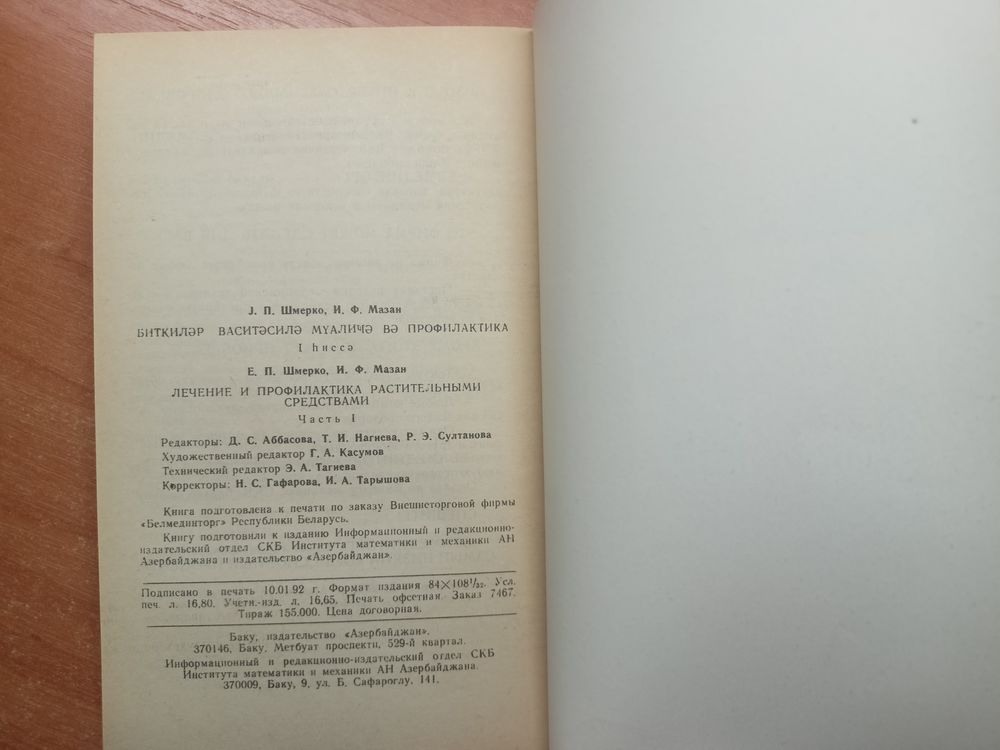 Ј. П. Шмерко, И. Ф. Мазан
БИТКИЛӘР ВАСИТӘСИЛӘ МҮАЛИҸӘ ВӘ ПРОФИЛАКТИКА
I һиссә
Е. П. Шмерко, И. Ф. Мазан
ЛЕЧЕНИЕ И ПРОФИЛАКТИКА РАСТИТЕЛЬНЫМИ
СРЕДСТВАМИ
Часть I
Редакторы: Д. С. Аббасова, Т. И. Нагиева, Р. Э. Султанова
Художественный редактор Г. А. Касумов
Технический редактор Э. А. Тагиева
Корректоры: Н. С. Гафарова, И. А. Тарышова
Книга подготовлена к печати по заказу Внешнеторговой фирмы
«Белмединторг» Республики Беларусь.
Книгу подготовили к изданию Информационный и редакционно-
издательский отдел СКБ Института математики и механики АН
Азербайджана и издательство «Азербайджан».
Подписано в печать 10.01.92 г. Формат издания 84×108¹/₃₂. Усл.
печ. л. 16,80. Учетн.-изд. л. 16,65. Печать офсетная. Заказ 7467.
Тираж 155.000. Цена договорная.
Баку, издательство «Азербайджан».
370146, Баку, Метбуат проспекти, 529-й квартал.
Информационный и редакционно-издательский отдел СКБ
Института математики и механики АН Азербайджана.
370009, Баку, 9, ул. Б. Сафароглу, 141.